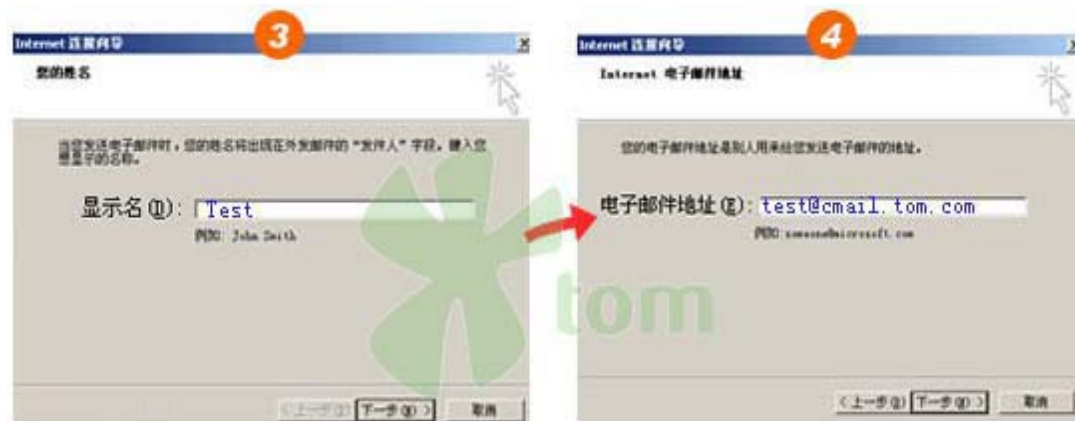 3
Internet 连接向导
您的姓名
当您发送电子邮件时，您的姓名将出现在外发邮件的“发件人”字段。键入您
想显示的名称。
显示名(D): Test
例如: John Smith
<上一步(B) 下一步(N)> 取消
4
Internet 连接向导
Internet 电子邮件地址
您的电子邮件地址是别人用来给您发送电子邮件的地址。
电子邮件地址(E): test@cmail.tom.com
例如: someone@microsoft.com
<上一步(B) 下一步(N)> 取消
tom